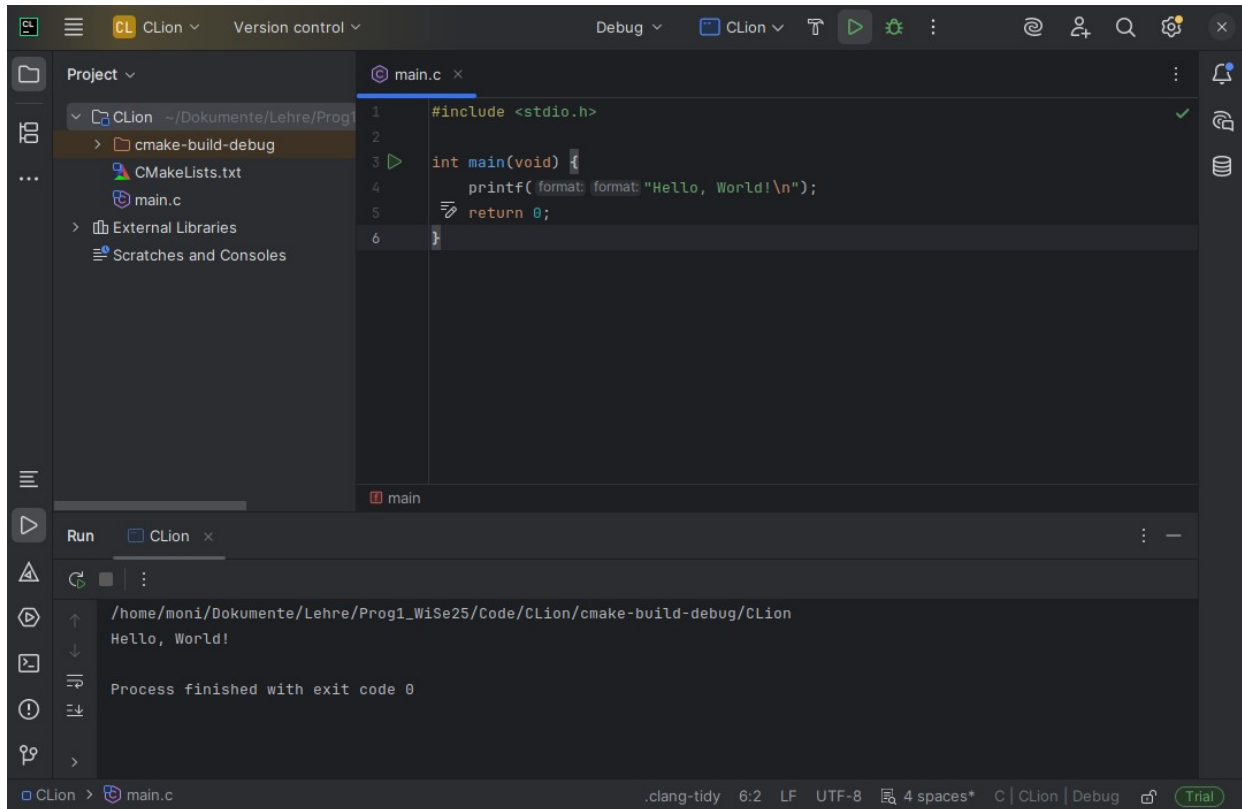 CL CL CLion Version control Debug CLion
Project
main.c
CLion ~/Dokumente/Lehre/Prog1
cmake-build-debug
CMakeLists.txt
main.c
External Libraries
Scratches and Consoles
1 #include <stdio.h>
2
3 int main(void) {
4 printf( format: format: "Hello, World!\n");
5 return 0;
6 }
main
Run CLion
/home/moni/Dokumente/Lehre/Prog1_WiSe25/Code/CLion/cmake-build-debug/CLion
Hello, World!
Process finished with exit code 0
CLion > main.c .clang-tidy 6:2 LF UTF-8 4 spaces* C | CLion | Debug Trial